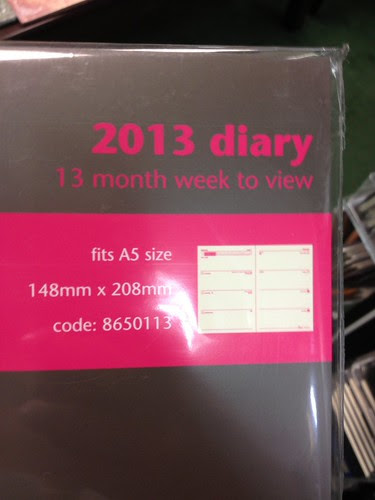 2013 diary
13 month week to view
fits A5 size
148mm x 208mm
code: 8650113